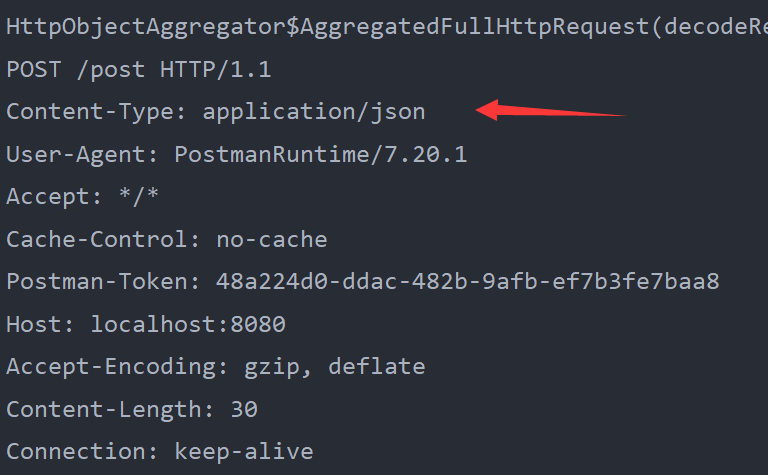 HttpObjectAggregator$AggregatedFullHttpRequest(decodeRe
POST /post HTTP/1.1
Content-Type: application/json
User-Agent: PostmanRuntime/7.20.1
Accept: */*
Cache-Control: no-cache
Postman-Token: 48a224d0-ddac-482b-9afb-ef7b3fe7baa8
Host: localhost:8080
Accept-Encoding: gzip, deflate
Content-Length: 30
Connection: keep-alive